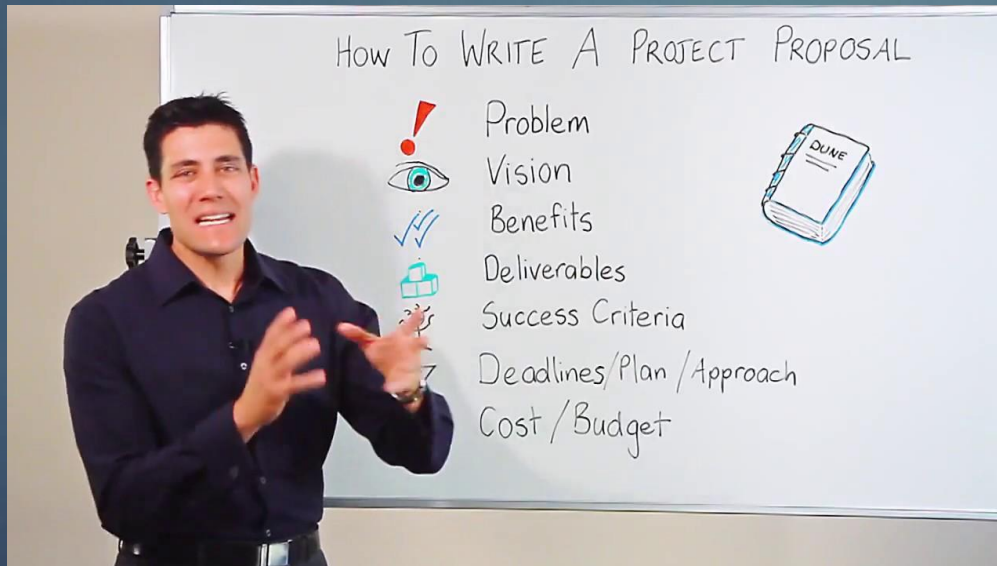 HOW TO WRITE A PROJECT PROPOSAL
Problem
Vision
Benefits
Deliverables
Success Criteria
Deadlines/Plan/Approach
Cost/Budget
DUNE